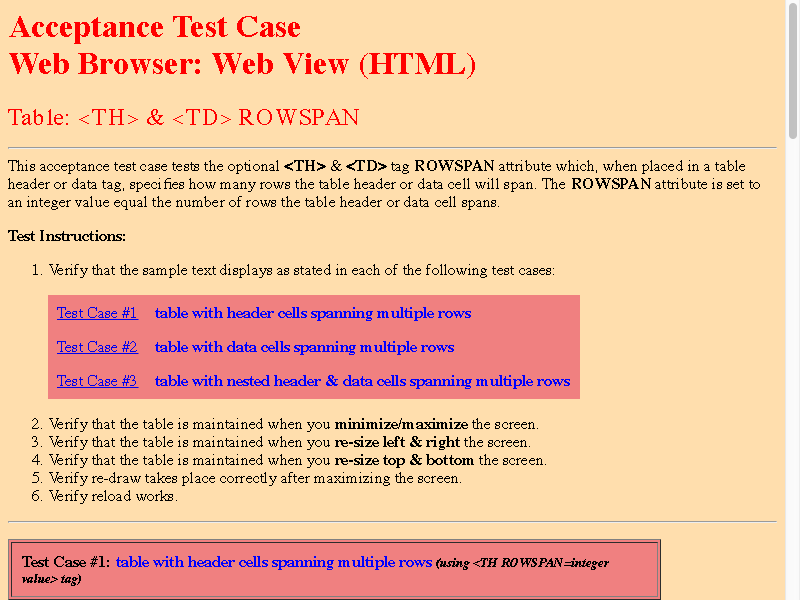 Acceptance Test Case
Web Browser: Web View (HTML)
Table: <TH> & <TD> ROWSPAN
This acceptance test case tests the optional <TH> & <TD> tag ROWSPAN attribute which, when placed in a table
header or data tag, specifies how many rows the table header or data cell will span. The ROWSPAN attribute is set to
an integer value equal the number of rows the table header or data cell spans.
Test Instructions:
1. Verify that the sample text displays as stated in each of the following test cases:
Test Case #1 table with header cells spanning multiple rows
Test Case #2 table with data cells spanning multiple rows
Test Case #3 table with nested header & data cells spanning multiple rows
2. Verify that the table is maintained when you minimize/maximize the screen.
3. Verify that the table is maintained when you re-size left & right the screen.
4. Verify that the table is maintained when you re-size top & bottom the screen.
5. Verify re-draw takes place correctly after maximizing the screen.
6. Verify reload works.
Test Case #1: table with header cells spanning multiple rows (using <TH ROWSPAN=integer
value> tag)